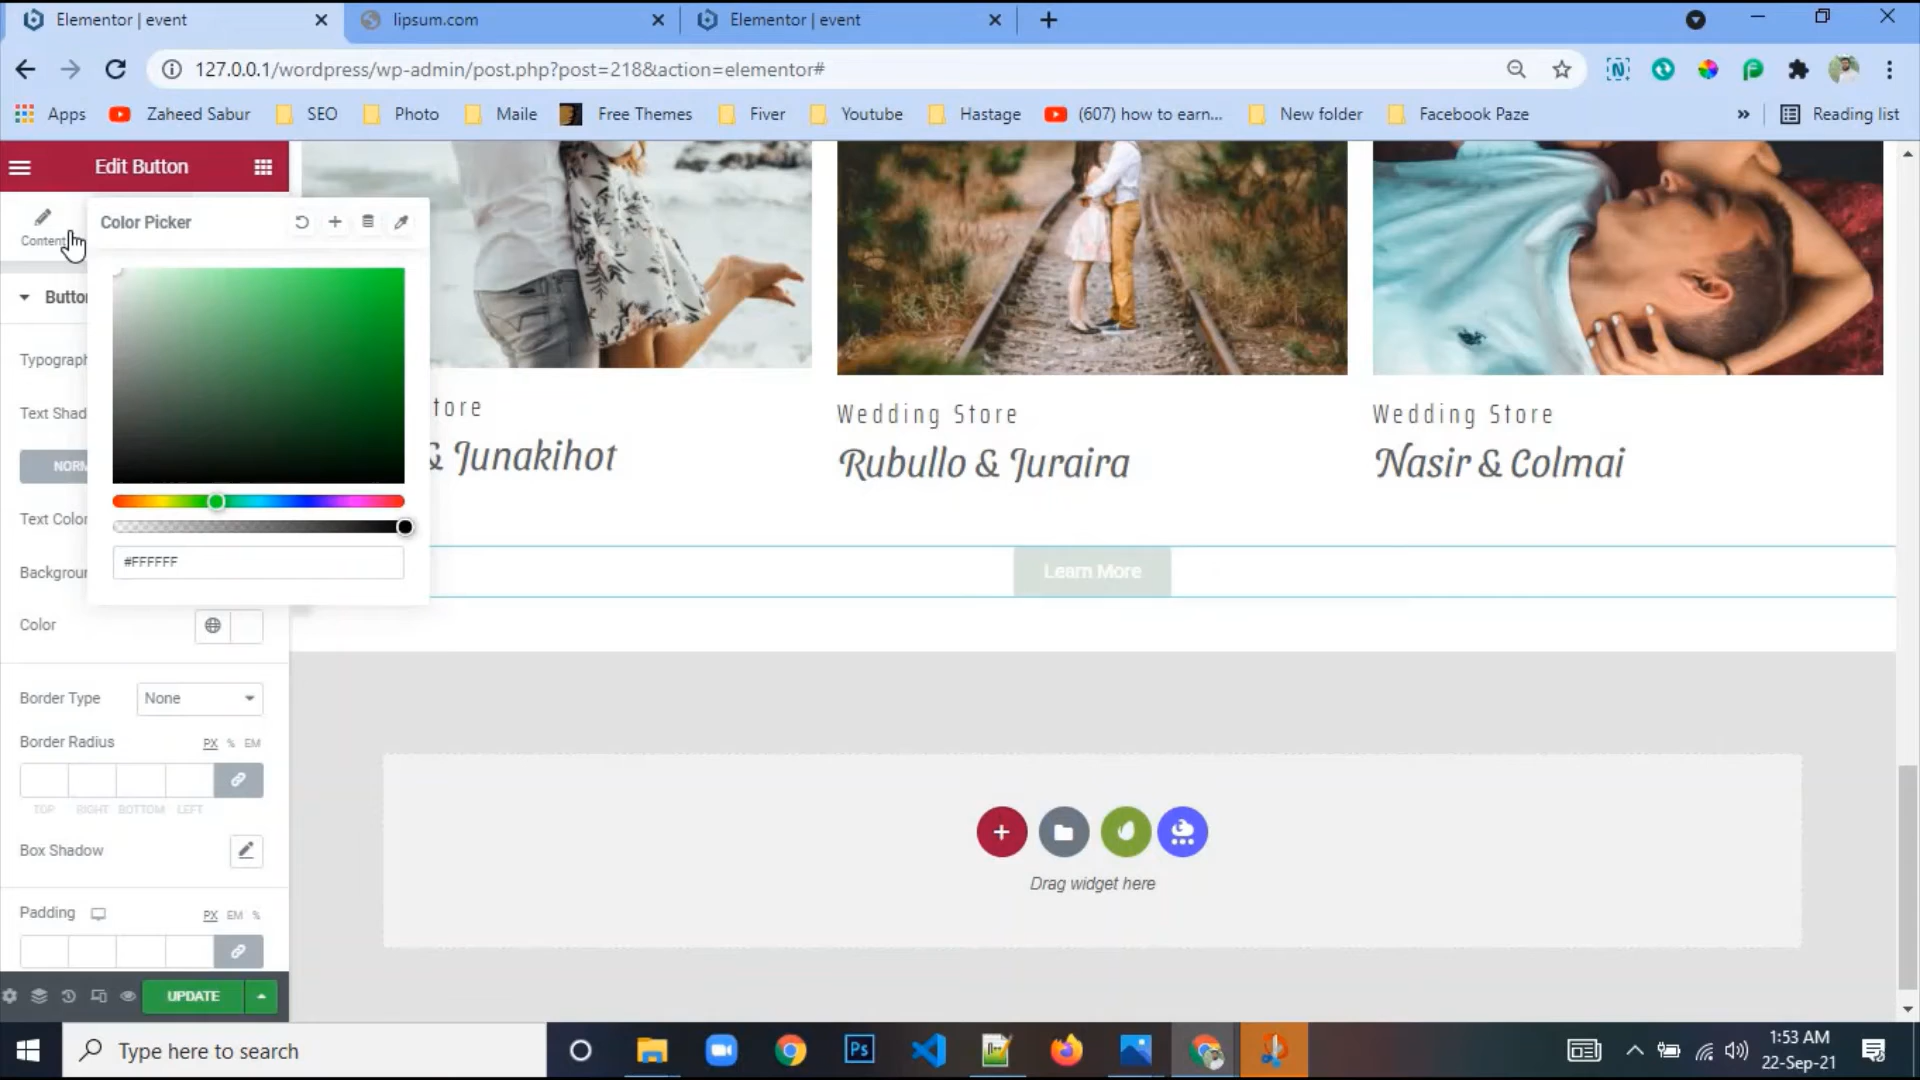 Elementor | event
lipsum.com
Elementor | event
127.0.0.1/wordpress/wp-admin/post.php?post=218&action=elementor#
Apps
Zaheed Sabur
SEO
Photo
Maile
Free Themes
Fiver
Youtube
Hastage
(607) how to earn...
New folder
Facebook Paze
»
Reading list
Edit Button
Content
Color Picker
Button
Typograph
Text Shad
NORM
Text Color
Backgroun
#FFFFFF
Color
Border Type
None
Border Radius
PX % EM
TOP RIGHT BOTTOM LEFT
Box Shadow
Padding
PX EM %
UPDATE
tore
& Junakihot
Wedding Store
Rubullo & Juraira
Wedding Store
Nasir & Colmai
Learn More
Drag widget here
Type here to search
Ps
1:53 AM
22-Sep-21